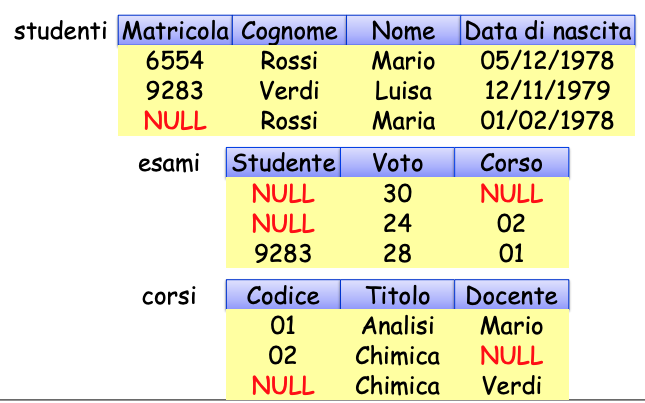 studenti Matricola Cognome Nome Data di nascita
6554 Rossi Mario 05/12/1978
9283 Verdi Luisa 12/11/1979
NULL Rossi Maria 01/02/1978
esami Studente Voto Corso
NULL 30 NULL
NULL 24 02
9283 28 01
corsi Codice Titolo Docente
01 Analisi Mario
02 Chimica NULL
NULL Chimica Verdi